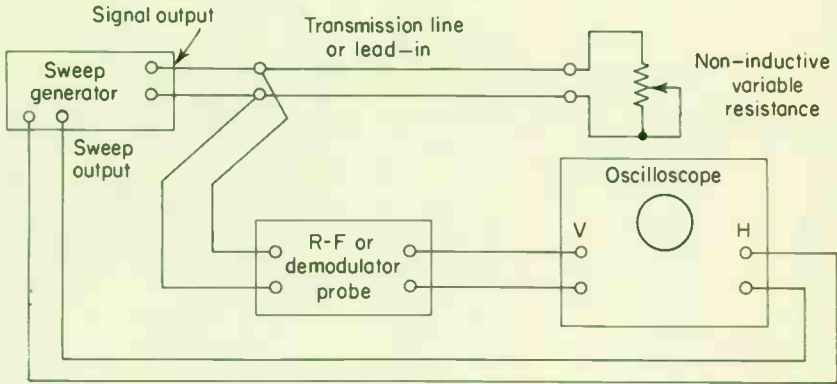 Signal output
Transmission line
or lead-in
Non-inductive
variable
resistance
Sweep
generator
Sweep
output
Oscilloscope
V
H
R-F or
demodulator
probe